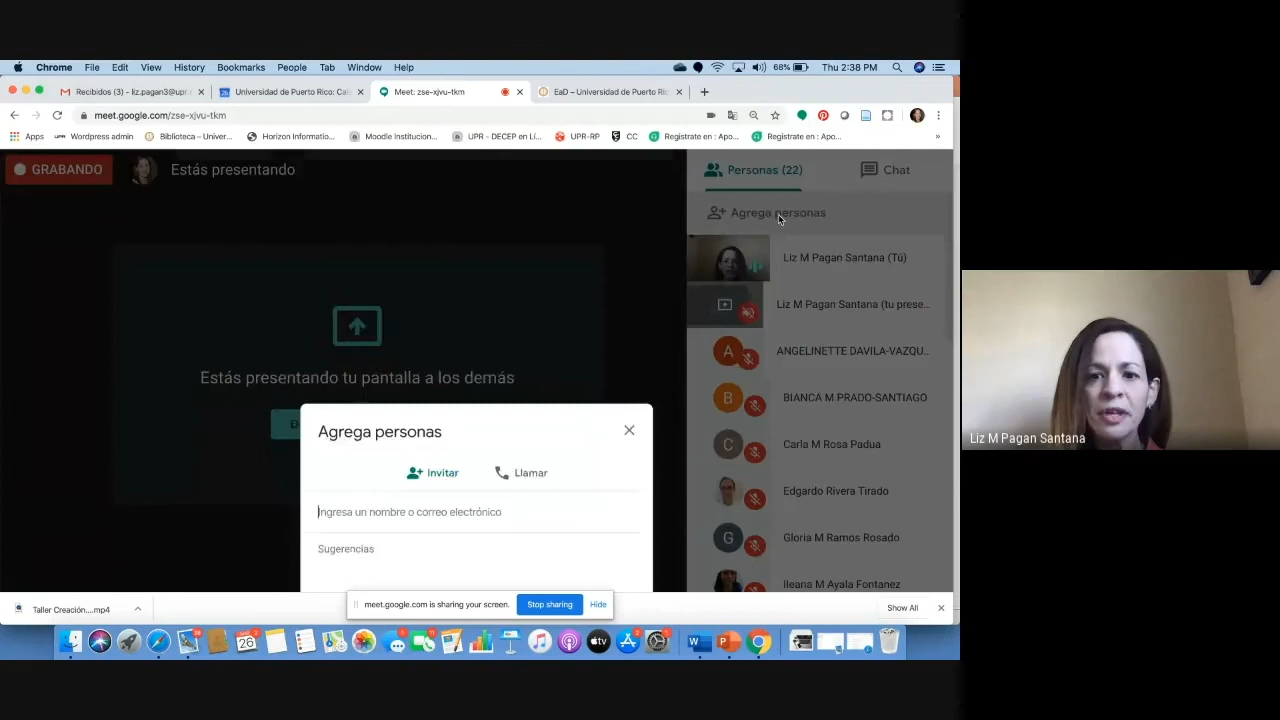 Chrome File Edit View History Bookmarks People Tab Window Help 68% Thu 2:38 PM
Recibidos (3) - liz.pagan3@upr. Universidad de Puerto Rico: Cal Meet: zse-xjvu-tkm EaD – Universidad de Puerto Ric
meet.google.com/zse-xjvu-tkm
Apps Wordpress admin Biblioteca – Univer... Horizon Informatio... Moodle Institucion... UPR - DECEP en Lí... UPR-RP CC Registrate en : Apo... Registrate en : Apo... »
GRABANDO Estás presentando
Personas (22) Chat
Agrega personas
Liz M Pagan Santana (Tú)
Liz M Pagan Santana (tu prese...
ANGELINETTE DAVILA-VAZQU...
BIANCA M PRADO-SANTIAGO
Carla M Rosa Padua
Edgardo Rivera Tirado
Gloria M Ramos Rosado
Ileana M Ayala Fontanez
A
B
C
G
Estás presentando tu pantalla a los demás
Agrega personas
Invitar Llamar
Ingresa un nombre o correo electrónico
Sugerencias
meet.google.com is sharing your screen. Stop sharing Hide
Taller Creación....mp4 Show All
Liz M Pagan Santana